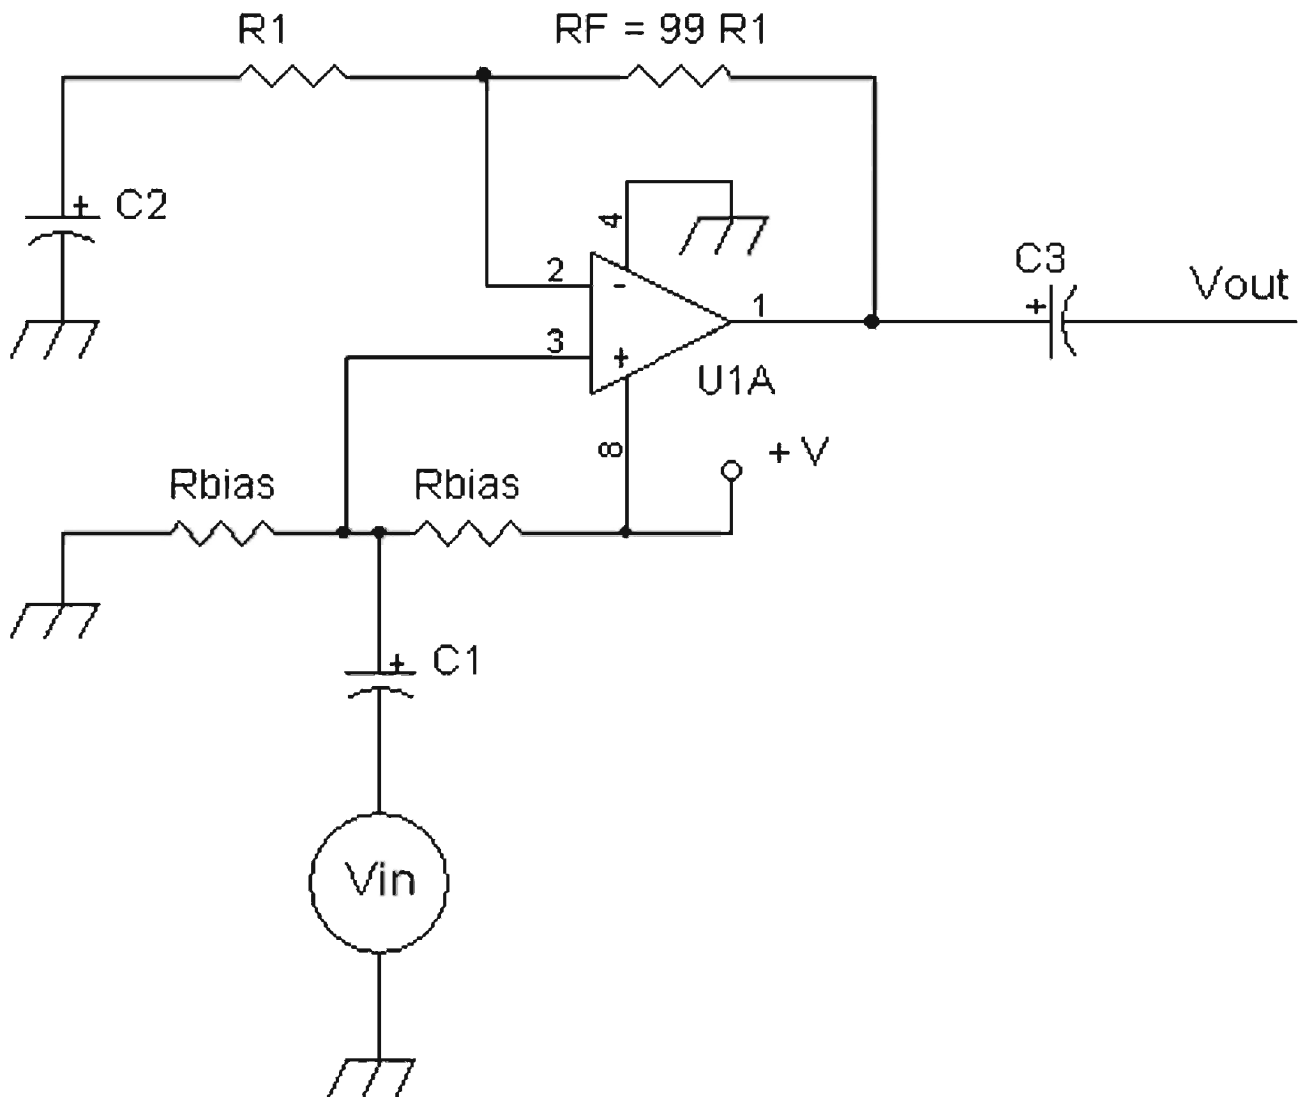 R1
RF = 99 R1
+ C2
4
C3
+
Vout
2
-
1
3
+
U1A
8
+ V
Rbias
Rbias
+ C1
Vin